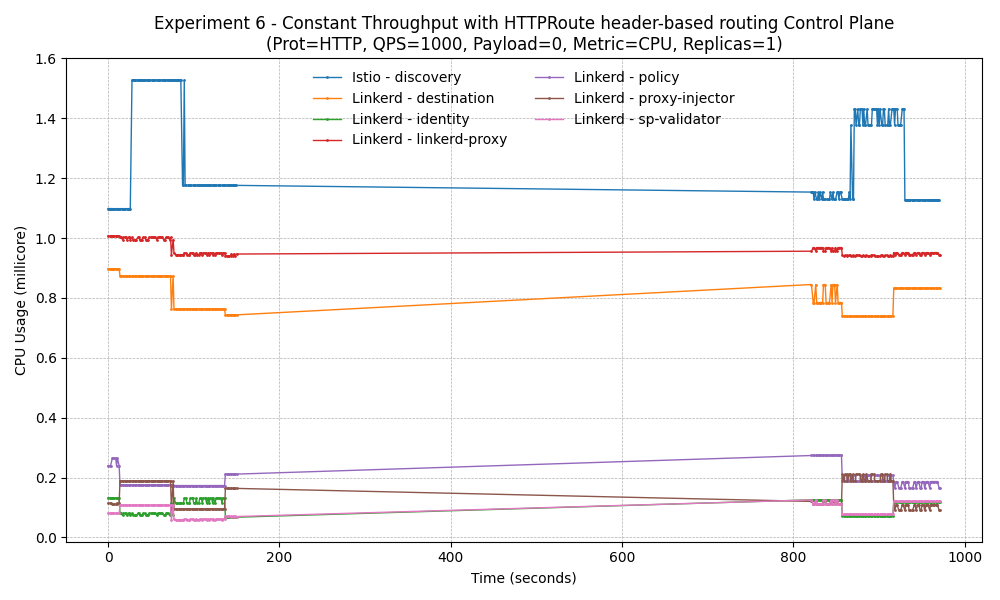 Experiment 6 - Constant Throughput with HTTPRoute header-based routing Control Plane
(Prot=HTTP, QPS=1000, Payload=0, Metric=CPU, Replicas=1)
Istio - discovery
Linkerd - destination
Linkerd - identity
Linkerd - linkerd-proxy
Linkerd - policy
Linkerd - proxy-injector
Linkerd - sp-validator
CPU Usage (millicore)
1.6
1.4
1.2
1.0
0.8
0.6
0.4
0.2
0.0
0
200
400
600
800
1000
Time (seconds)